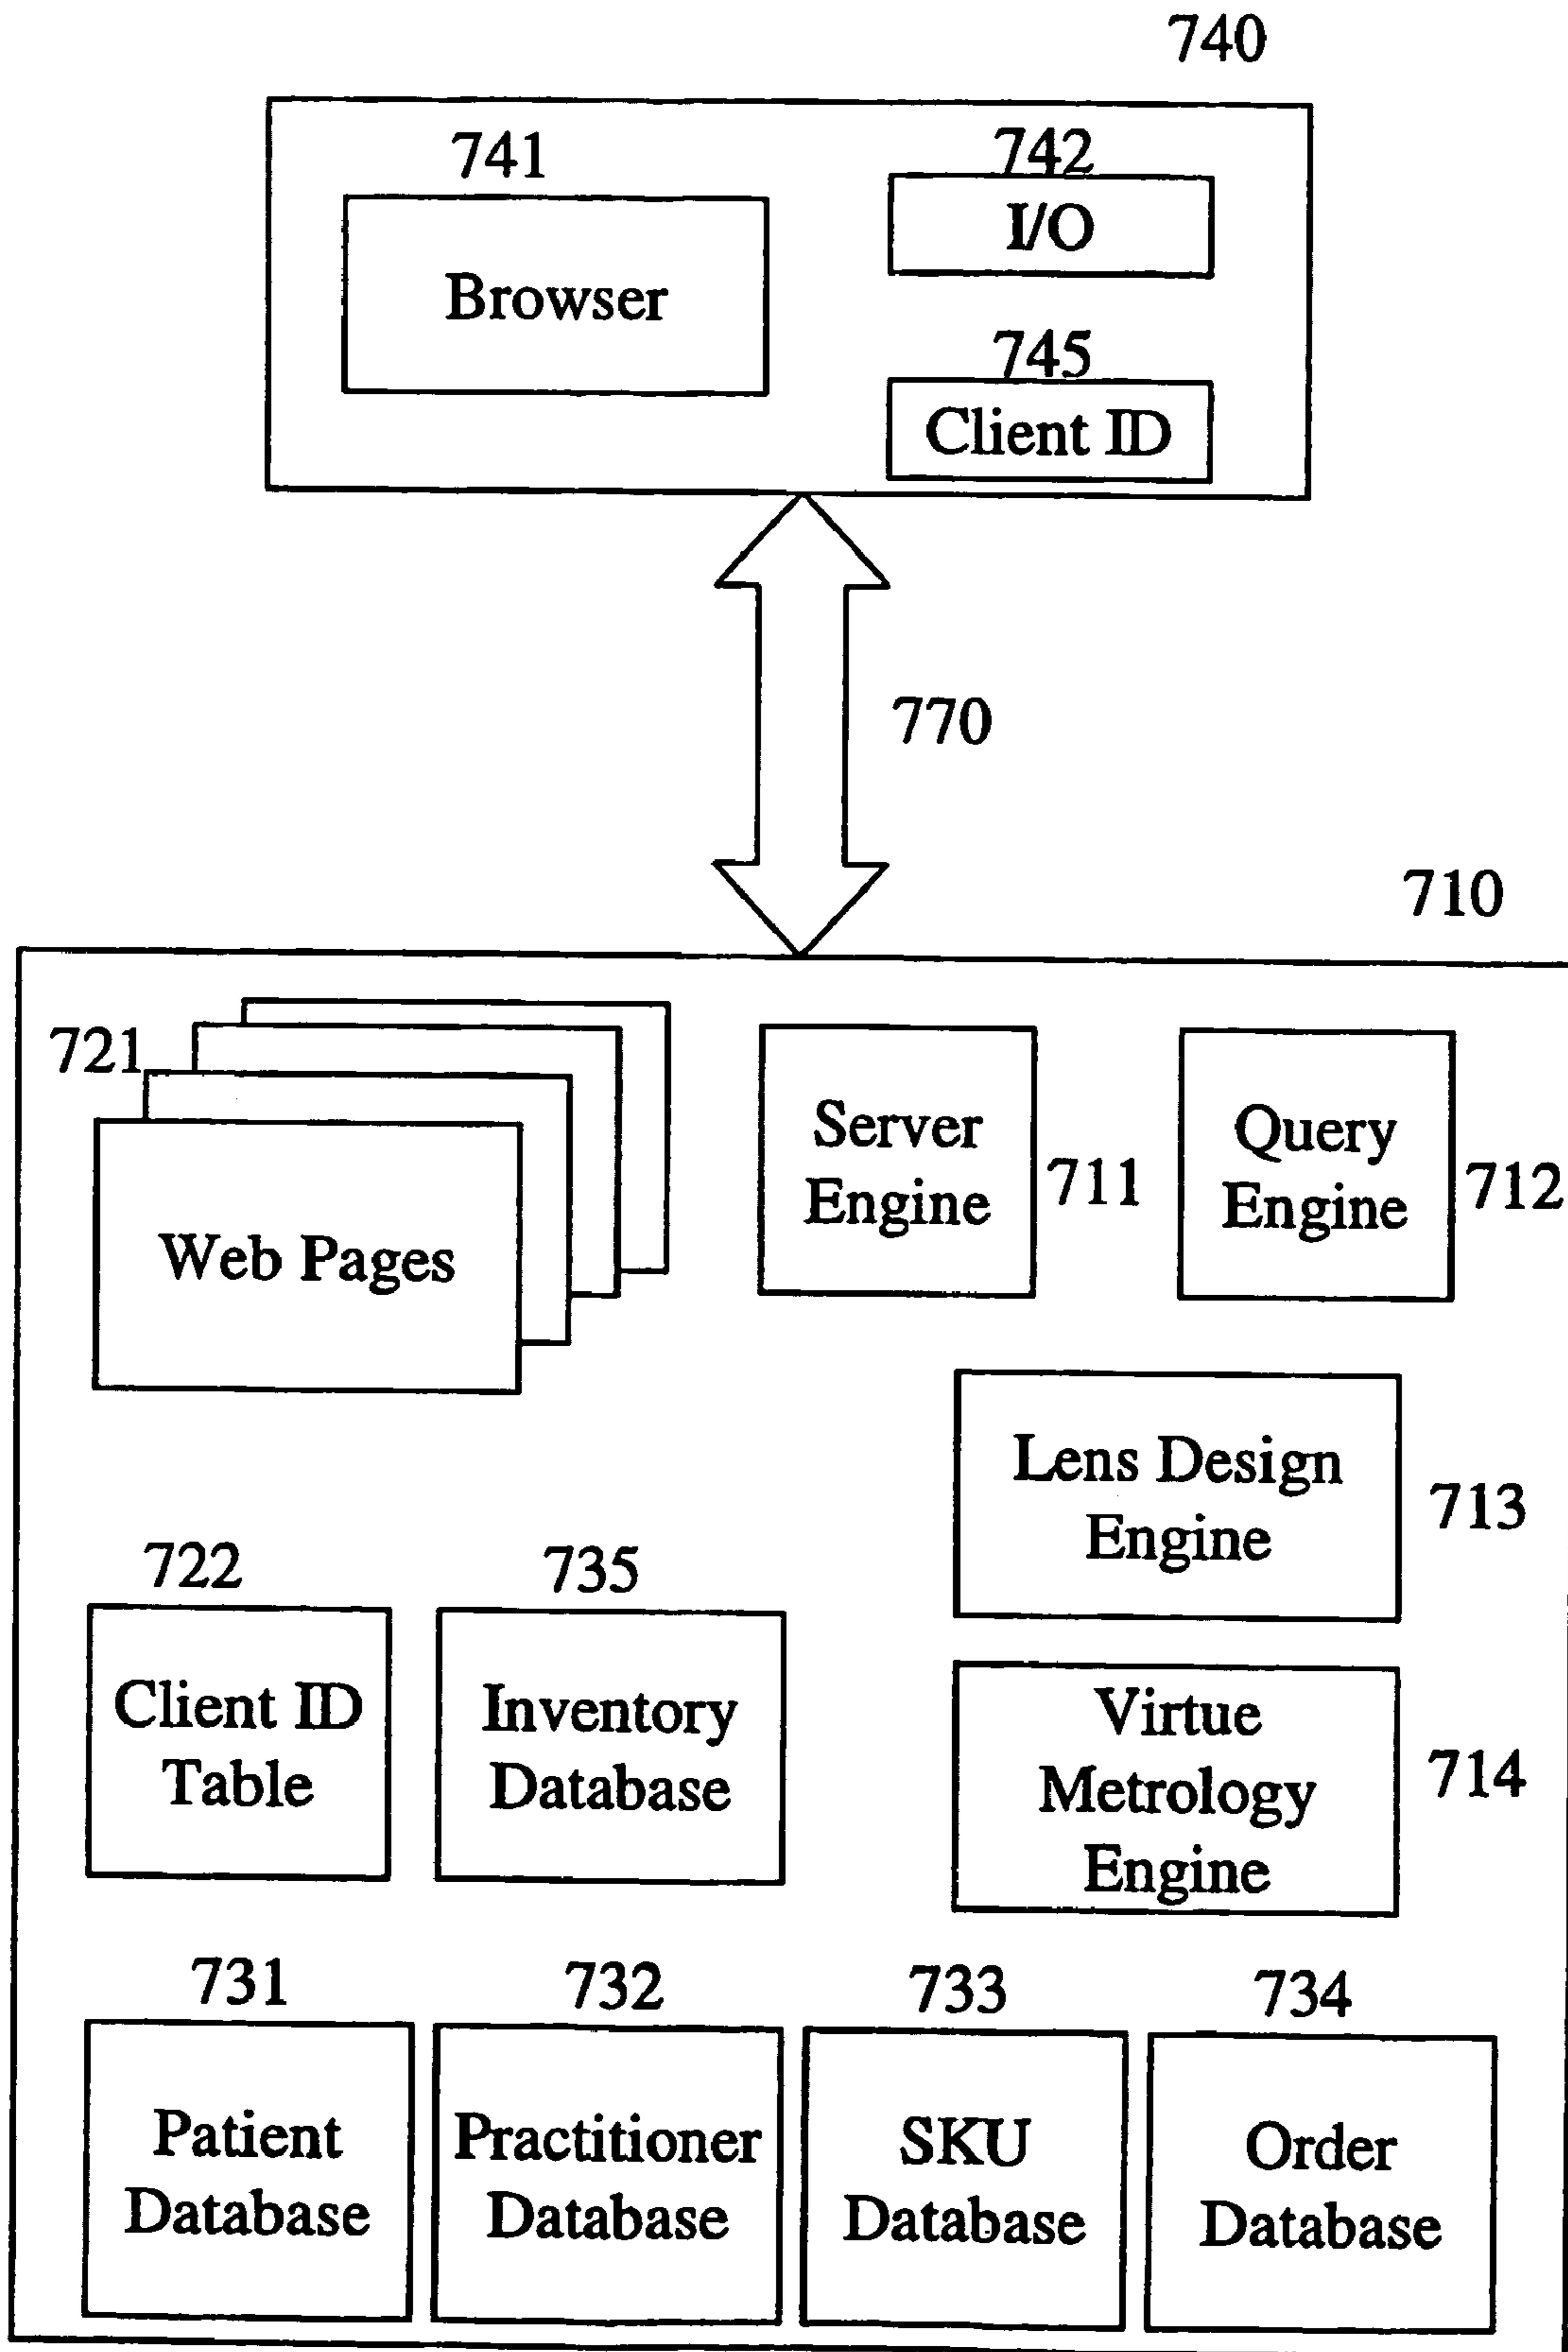 740
741
742
Browser
I/O
745
Client ID
770
710
721
Web Pages
Server
Engine
711
Query
Engine
712
Lens Design
Engine
713
722
735
Client ID
Table
Inventory
Database
Virtue
Metrology
Engine
714
731
732
733
734
Patient
Database
Practitioner
Database
SKU
Database
Order
Database